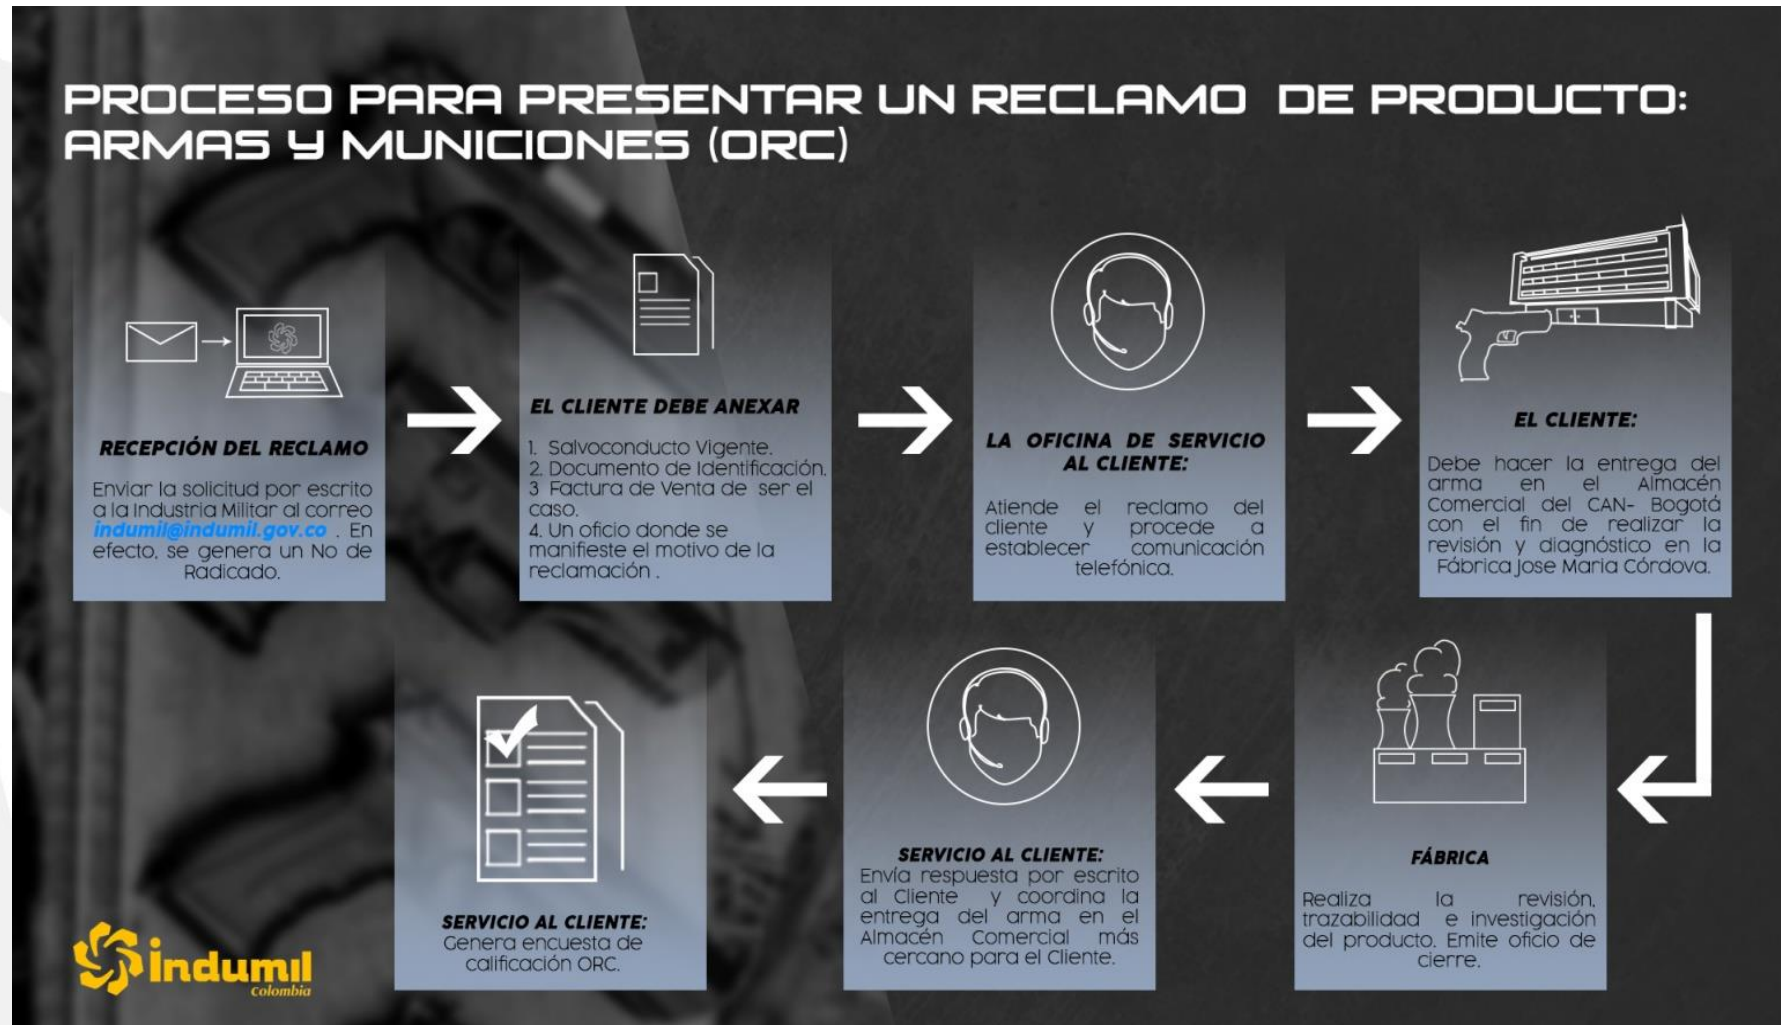 PROCESO PARA PRESENTAR UN RECLAMO DE PRODUCTO:
ARMAS Y MUNICIONES (ORC)
RECEPCIÓN DEL RECLAMO
Enviar la solicitud por escrito
a la Industria Militar al correo
indumil@indumil.gov.co . En
efecto, se genera un No de
Radicado.
EL CLIENTE DEBE ANEXAR
1. Salvoconducto Vigente.
2. Documento de Identificación.
3 Factura de Venta de ser el
caso.
4. Un oficio donde se
manifieste el motivo de la
reclamación .
LA OFICINA DE SERVICIO
AL CLIENTE:
Atiende el reclamo del
cliente y procede a
establecer comunicación
telefónica.
EL CLIENTE:
Debe hacer la entrega del
arma en el Almacén
Comercial del CAN- Bogotá
con el fin de realizar la
revisión y diagnóstico en la
Fábrica Jose Maria Córdova.
FÁBRICA
Realiza la revisión,
trazabilidad e investigación
del producto. Emite oficio de
cierre.
SERVICIO AL CLIENTE:
Envía respuesta por escrito
al Cliente y coordina la
entrega del arma en el
Almacén Comercial más
cercano para el Cliente.
SERVICIO AL CLIENTE:
Genera encuesta de
calificación ORC.
indumil
Colombia